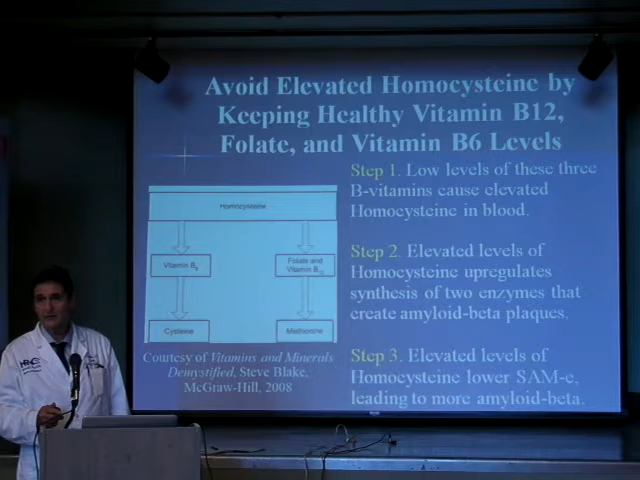 Avoid Elevated Homocysteine by
Keeping Healthy Vitamin B12,
Folate, and Vitamin B6 Levels
Step 1. Low levels of these three
B-vitamins cause elevated
Homocysteine in blood.
Homocysteine
Vitamin B6
Folate and
Vitamin B12
Cysteine
Methionine
Step 2. Elevated levels of
Homocysteine upregulates
synthesis of two enzymes that
create amyloid-beta plaques.
Courtesy of Vitamins and Minerals
Demystified, Steve Blake,
McGraw-Hill, 2008
Step 3. Elevated levels of
Homocysteine lower SAM-e,
leading to more amyloid-beta.